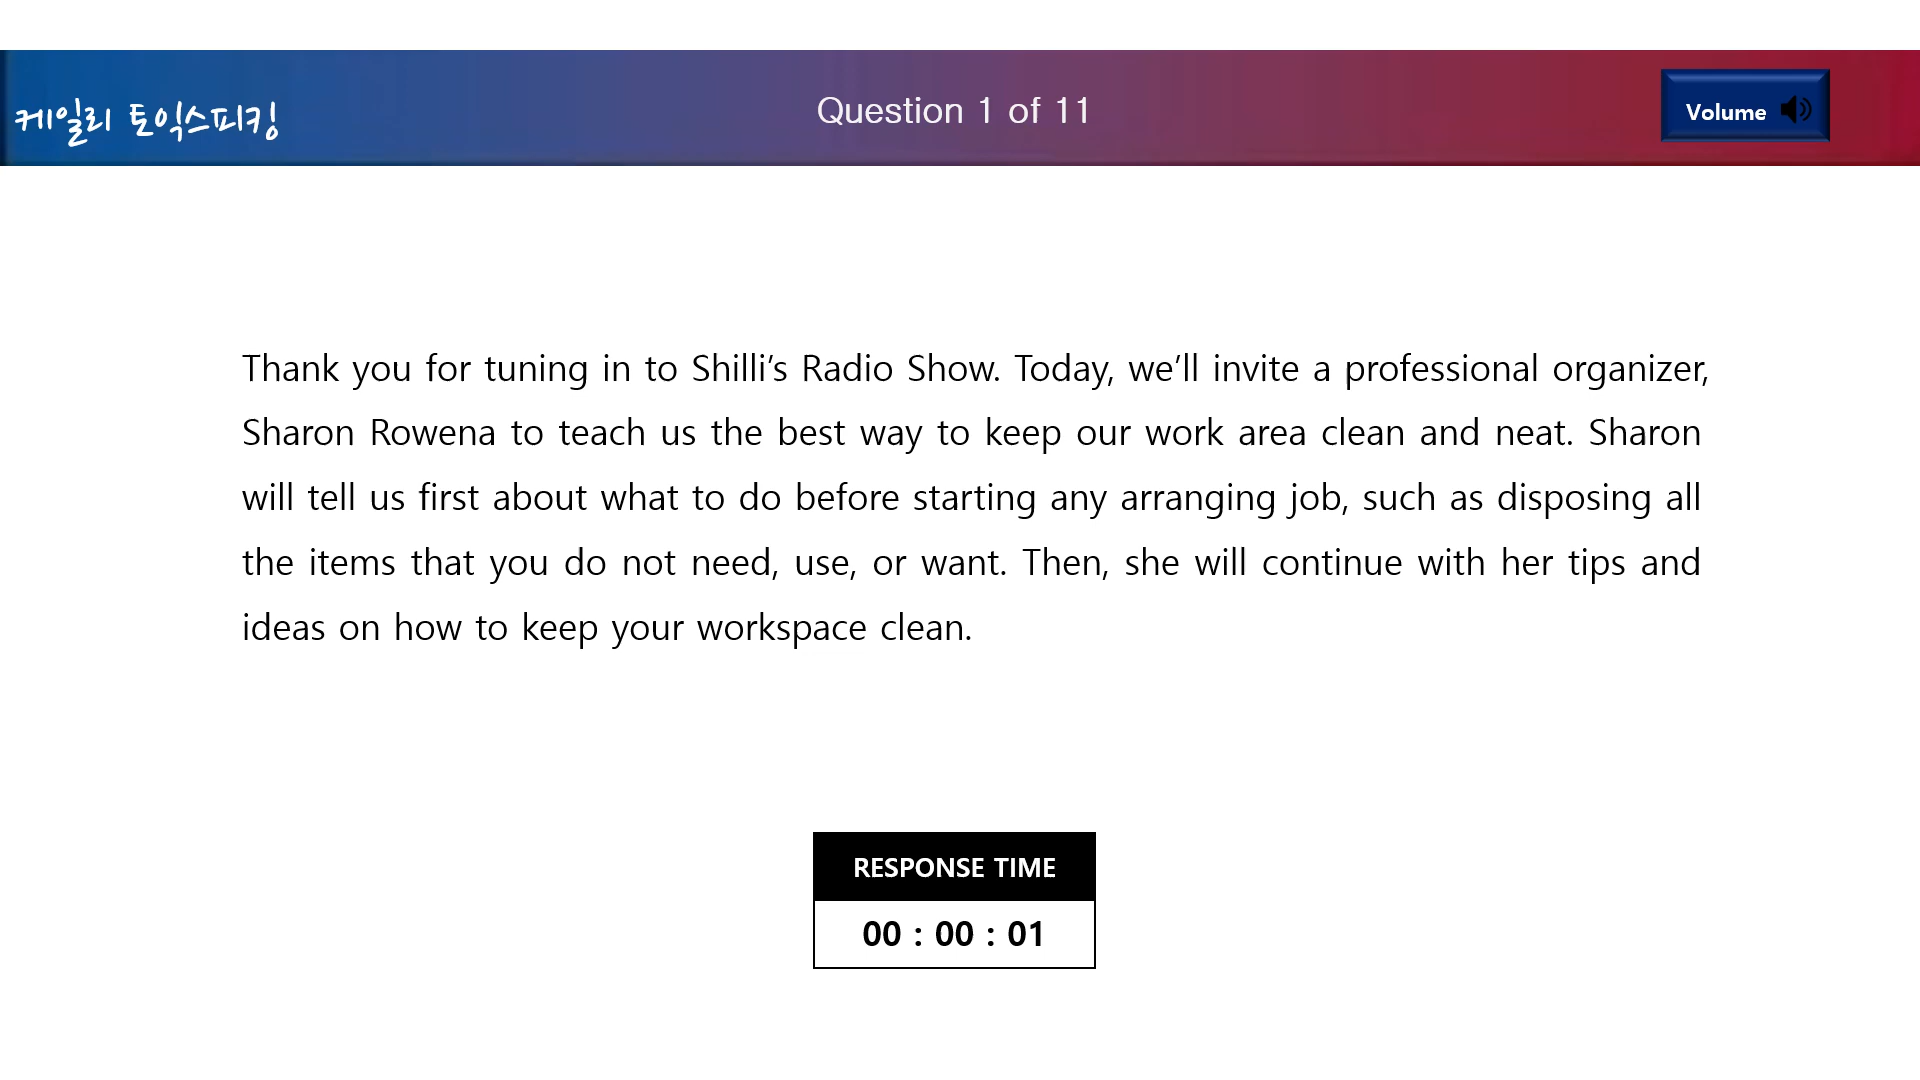 케일리 토익스피킹
Question 1 of 11
Volume
Thank you for tuning in to Shilli’s Radio Show. Today, we’ll invite a professional organizer,
Sharon Rowena to teach us the best way to keep our work area clean and neat. Sharon
will tell us first about what to do before starting any arranging job, such as disposing all
the items that you do not need, use, or want. Then, she will continue with her tips and
ideas on how to keep your workspace clean.
RESPONSE TIME
00 : 00 : 01